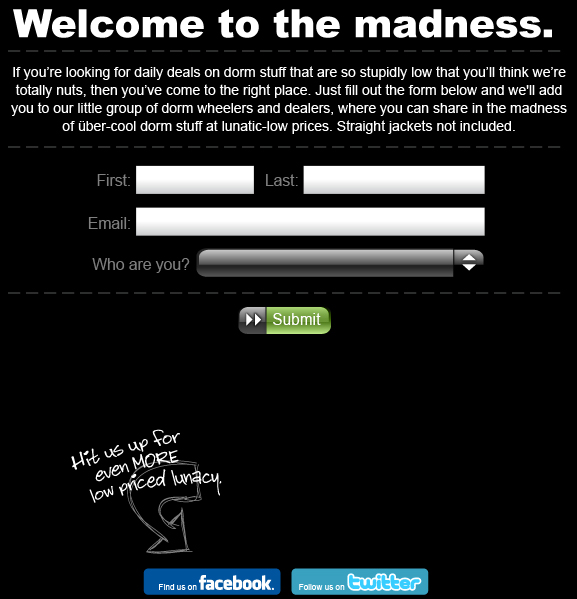 Welcome to the madness.
If you’re looking for daily deals on dorm stuff that are so stupidly low that you’ll think we’re
totally nuts, then you’ve come to the right place. Just fill out the form below and we'll add
you to our little group of dorm wheelers and dealers, where you can share in the madness
of über-cool dorm stuff at lunatic-low prices. Straight jackets not included.
First: Last:
Email:
Who are you?
Submit
Hit us up for
even MORE
low priced lunacy.
Find us on facebook. Follow us on twitter